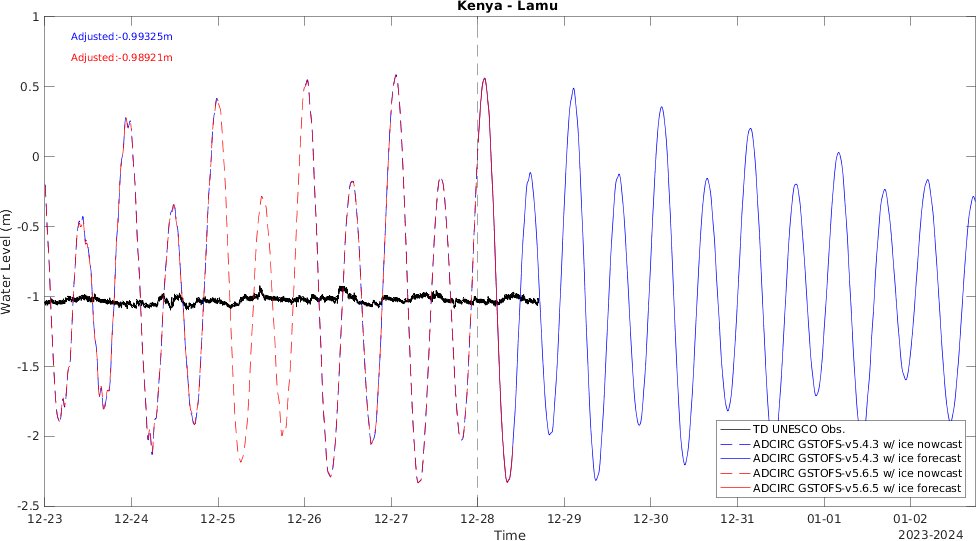 Kenya - Lamu
Adjusted:-0.99325m
Adjusted:-0.98921m
Water Level (m)
1
0.5
0
-0.5
-1
-1.5
-2
-2.5
TD UNESCO Obs.
ADCIRC GSTOFS-v5.4.3 w/ ice nowcast
ADCIRC GSTOFS-v5.4.3 w/ ice forecast
ADCIRC GSTOFS-v5.6.5 w/ ice nowcast
ADCIRC GSTOFS-v5.6.5 w/ ice forecast
12-23 12-24 12-25 12-26 12-27 12-28 12-29 12-30 12-31 01-01 01-02
Time
2023-2024